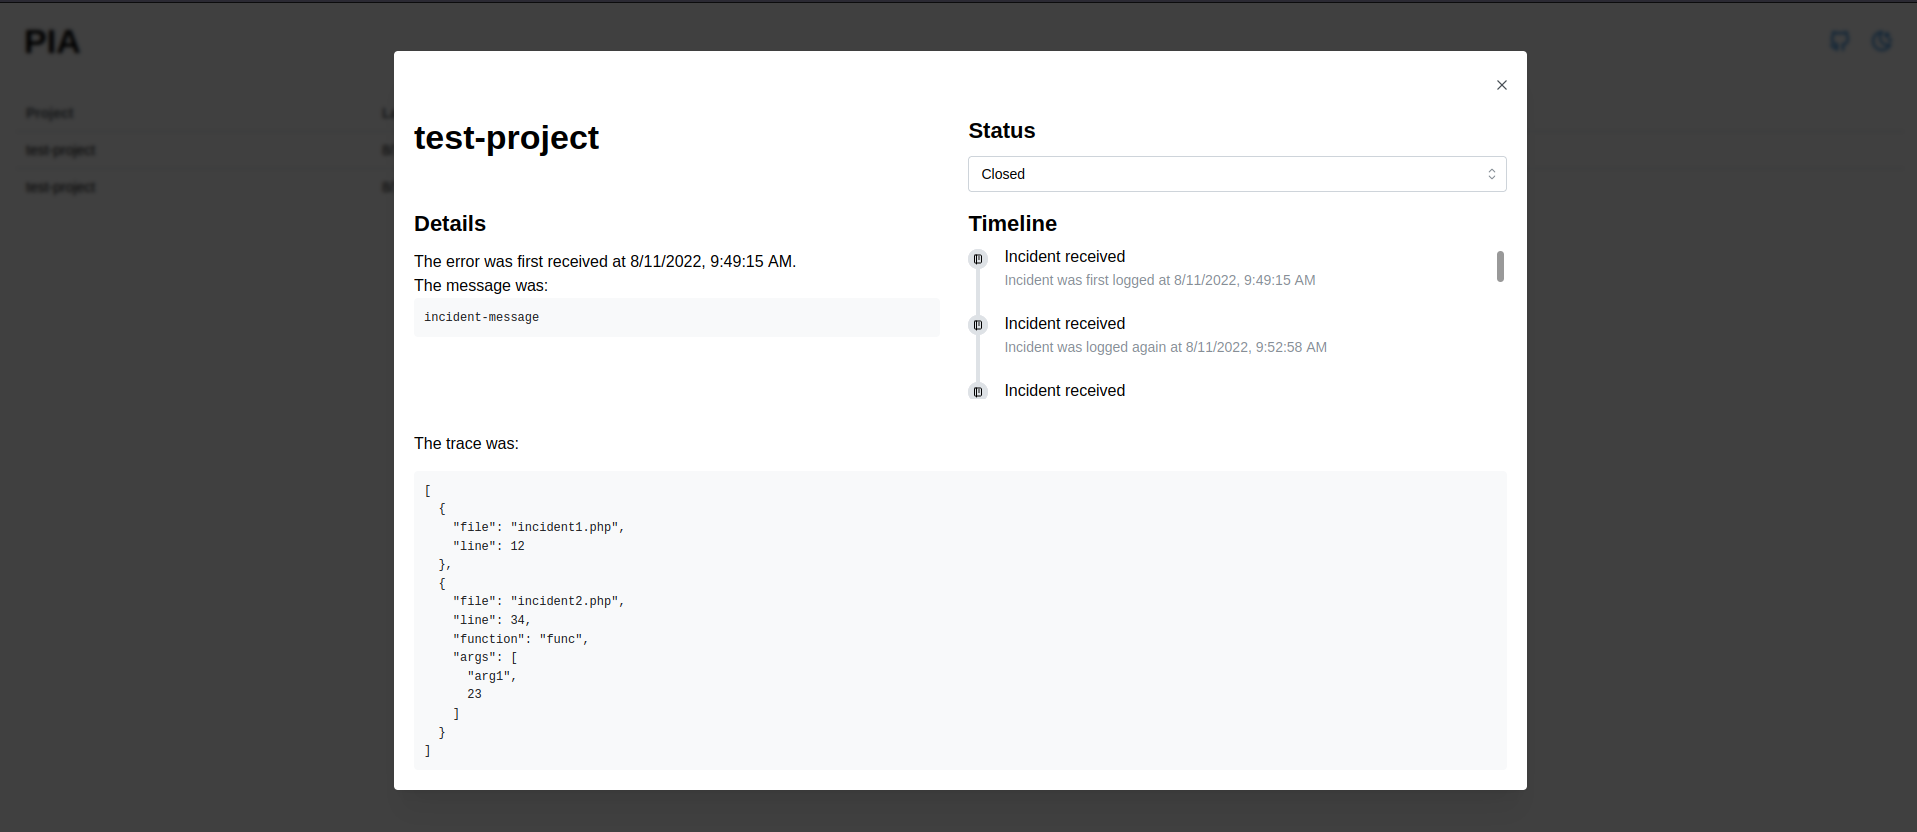 PIA
Project
test-project
test-project
test-project
Status
Closed
Details
The error was first received at 8/11/2022, 9:49:15 AM.
The message was:
incident-message
Timeline
Incident received
Incident was first logged at 8/11/2022, 9:49:15 AM
Incident received
Incident was logged again at 8/11/2022, 9:52:58 AM
Incident received
The trace was:
[
  {
    "file": "incident1.php",
    "line": 12
  },
  {
    "file": "incident2.php",
    "line": 34,
    "function": "func",
    "args": [
      "arg1",
      23
    ]
  }
]